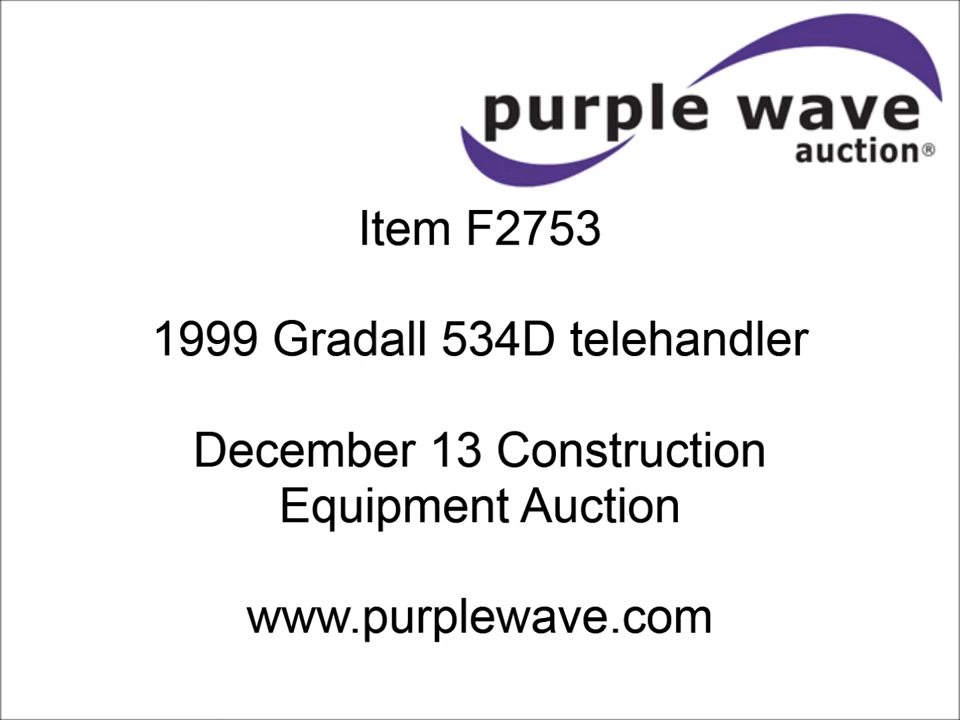 purple wave
auction®
Item F2753
1999 Gradall 534D telehandler
December 13 Construction
Equipment Auction
www.purplewave.com